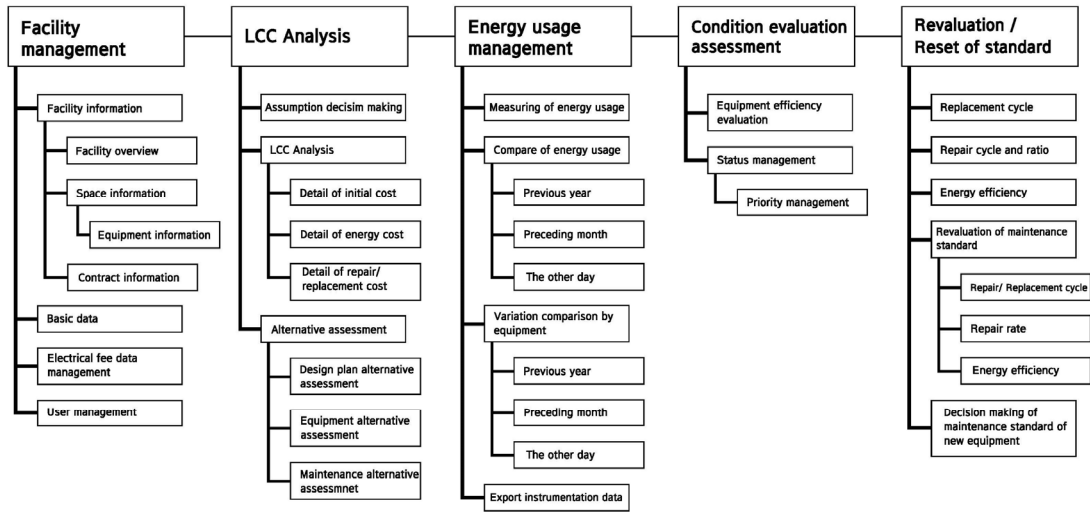 Facility
management
Facility information
Facility overview
Space information
Equipment information
Contract information
Basic data
Electrical fee data
management
User management
LCC Analysis
Assumption decisim making
LCC Analysis
Detail of initial cost
Detail of energy cost
Detail of repair/
replacement cost
Alternative assessment
Design plan alternative
assessment
Equipment alternative
assessment
Maintenance alternative
assessmnet
Energy usage
management
Measuring of energy usage
Compare of energy usage
Previous year
Preceding month
The other day
Variation comparison by
equipment
Previous year
Preceding month
The other day
Export instrumentation data
Condition evaluation
assessment
Equipment efficiency
evaluation
Status management
Priority management
Revaluation /
Reset of standard
Replacement cycle
Repair cycle and ratio
Energy efficiency
Revaluation of maintenance
standard
Repair/ Replacement cycle
Repair rate
Energy efficiency
Decision making of
maintenance standard of
new equipment